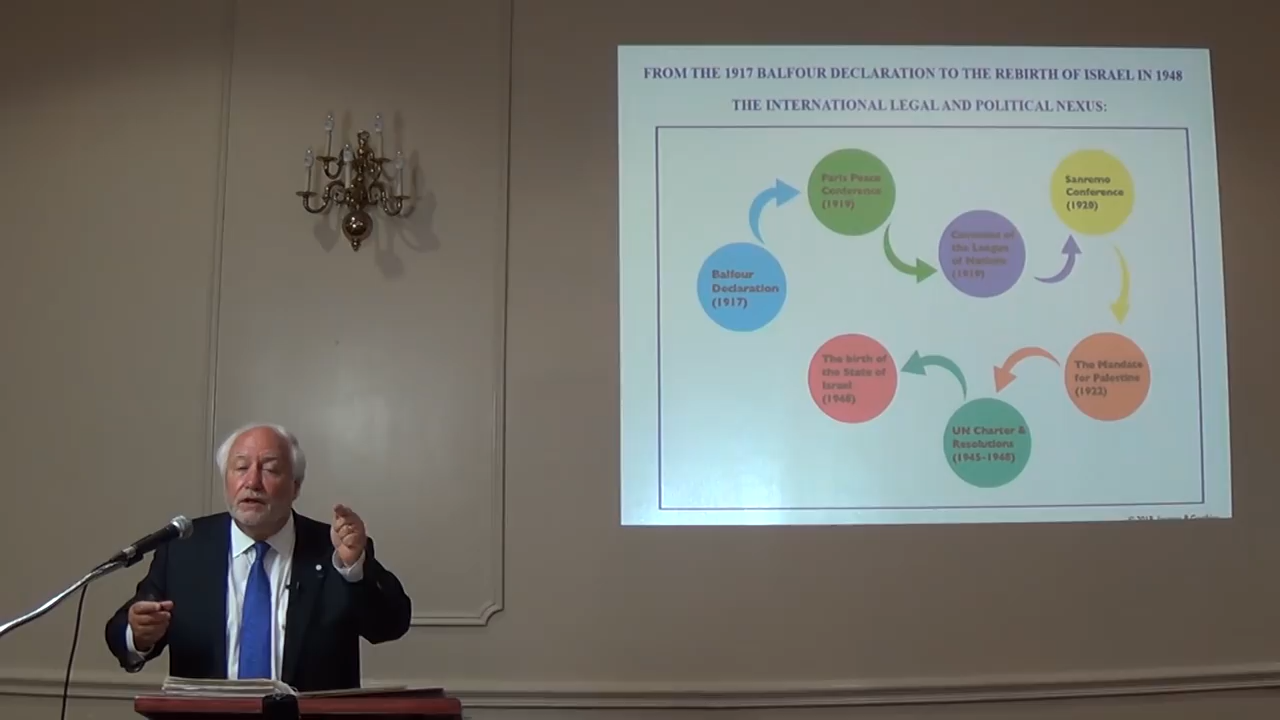 FROM THE 1917 BALFOUR DECLARATION TO THE REBIRTH OF ISRAEL IN 1948
THE INTERNATIONAL LEGAL AND POLITICAL NEXUS:
Balfour
Declaration
(1917)
Paris Peace
Conference
(1919)
Covenant of
the League
of Nations
(1919)
Sanremo
Conference
(1920)
The Mandate
for Palestine
(1922)
UN Charter &
Resolutions
(1945-1948)
The birth of
the State of
Israel
(1948)